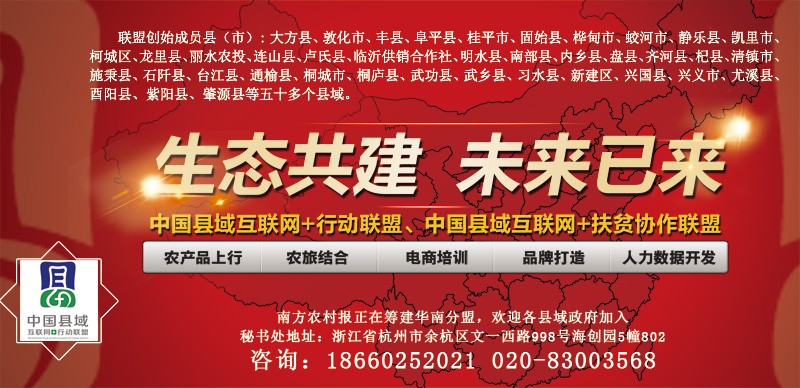 联盟创始成员县（市）: 大方县、敦化市、丰县、阜平县、桂平市、固始县、桦甸市、蛟河市、静乐县、凯里市、
柯城区、龙里县、丽水农投、连山县、卢氏县、临沂供销合作社、明水县、南部县、内乡县、盘县、齐河县、杞县、清镇市、
施秉县、石阡县、台江县、通榆县、桐城市、桐庐县、武功县、武乡县、习水县、新建区、兴国县、兴义市、尤溪县、
酉阳县、紫阳县、肇源县等五十多个县域。
生态共建 未来已来
中国县域互联网+行动联盟、中国县域互联网+扶贫协作联盟
农产品上行 农旅结合 电商培训 品牌打造 人力数据开发
中国县域
互联网+行动联盟
南方农村报正在筹建华南分盟，欢迎各县域政府加入
秘书处地址：浙江省杭州市余杭区文一西路998号海创园5幢802
咨询：18660252021 020-83003568